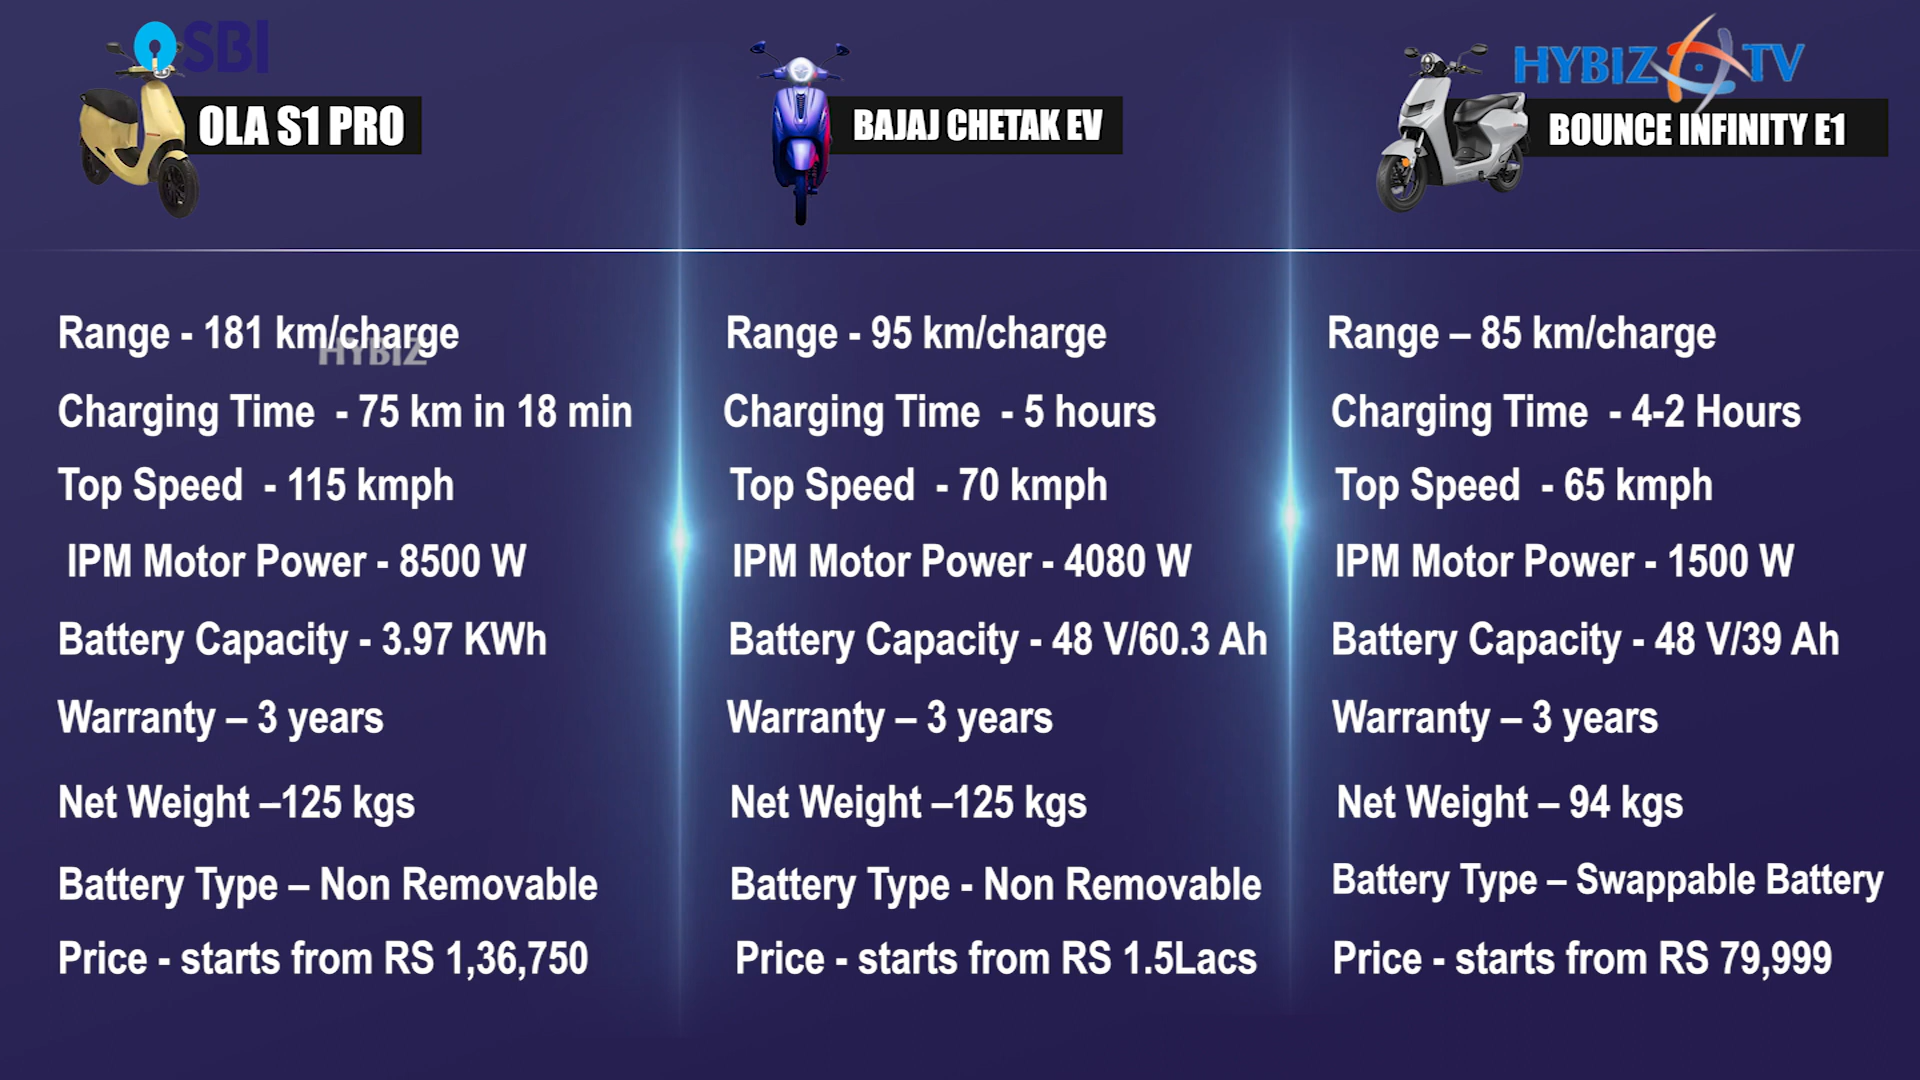 SBI
HYBIZ TV
OLA S1 PRO
BAJAJ CHETAK EV
BOUNCE INFINITY E1
Range - 181 km/charge
HYBIZ
Charging Time - 75 km in 18 min
Top Speed - 115 kmph
IPM Motor Power - 8500 W
Battery Capacity - 3.97 KWh
Warranty – 3 years
Net Weight –125 kgs
Battery Type – Non Removable
Price - starts from RS 1,36,750
Range - 95 km/charge
Charging Time - 5 hours
Top Speed - 70 kmph
IPM Motor Power - 4080 W
Battery Capacity - 48 V/60.3 Ah
Warranty – 3 years
Net Weight –125 kgs
Battery Type - Non Removable
Price - starts from RS 1.5Lacs
Range – 85 km/charge
Charging Time - 4-2 Hours
Top Speed - 65 kmph
IPM Motor Power - 1500 W
Battery Capacity - 48 V/39 Ah
Warranty – 3 years
Net Weight – 94 kgs
Battery Type – Swappable Battery
Price - starts from RS 79,999